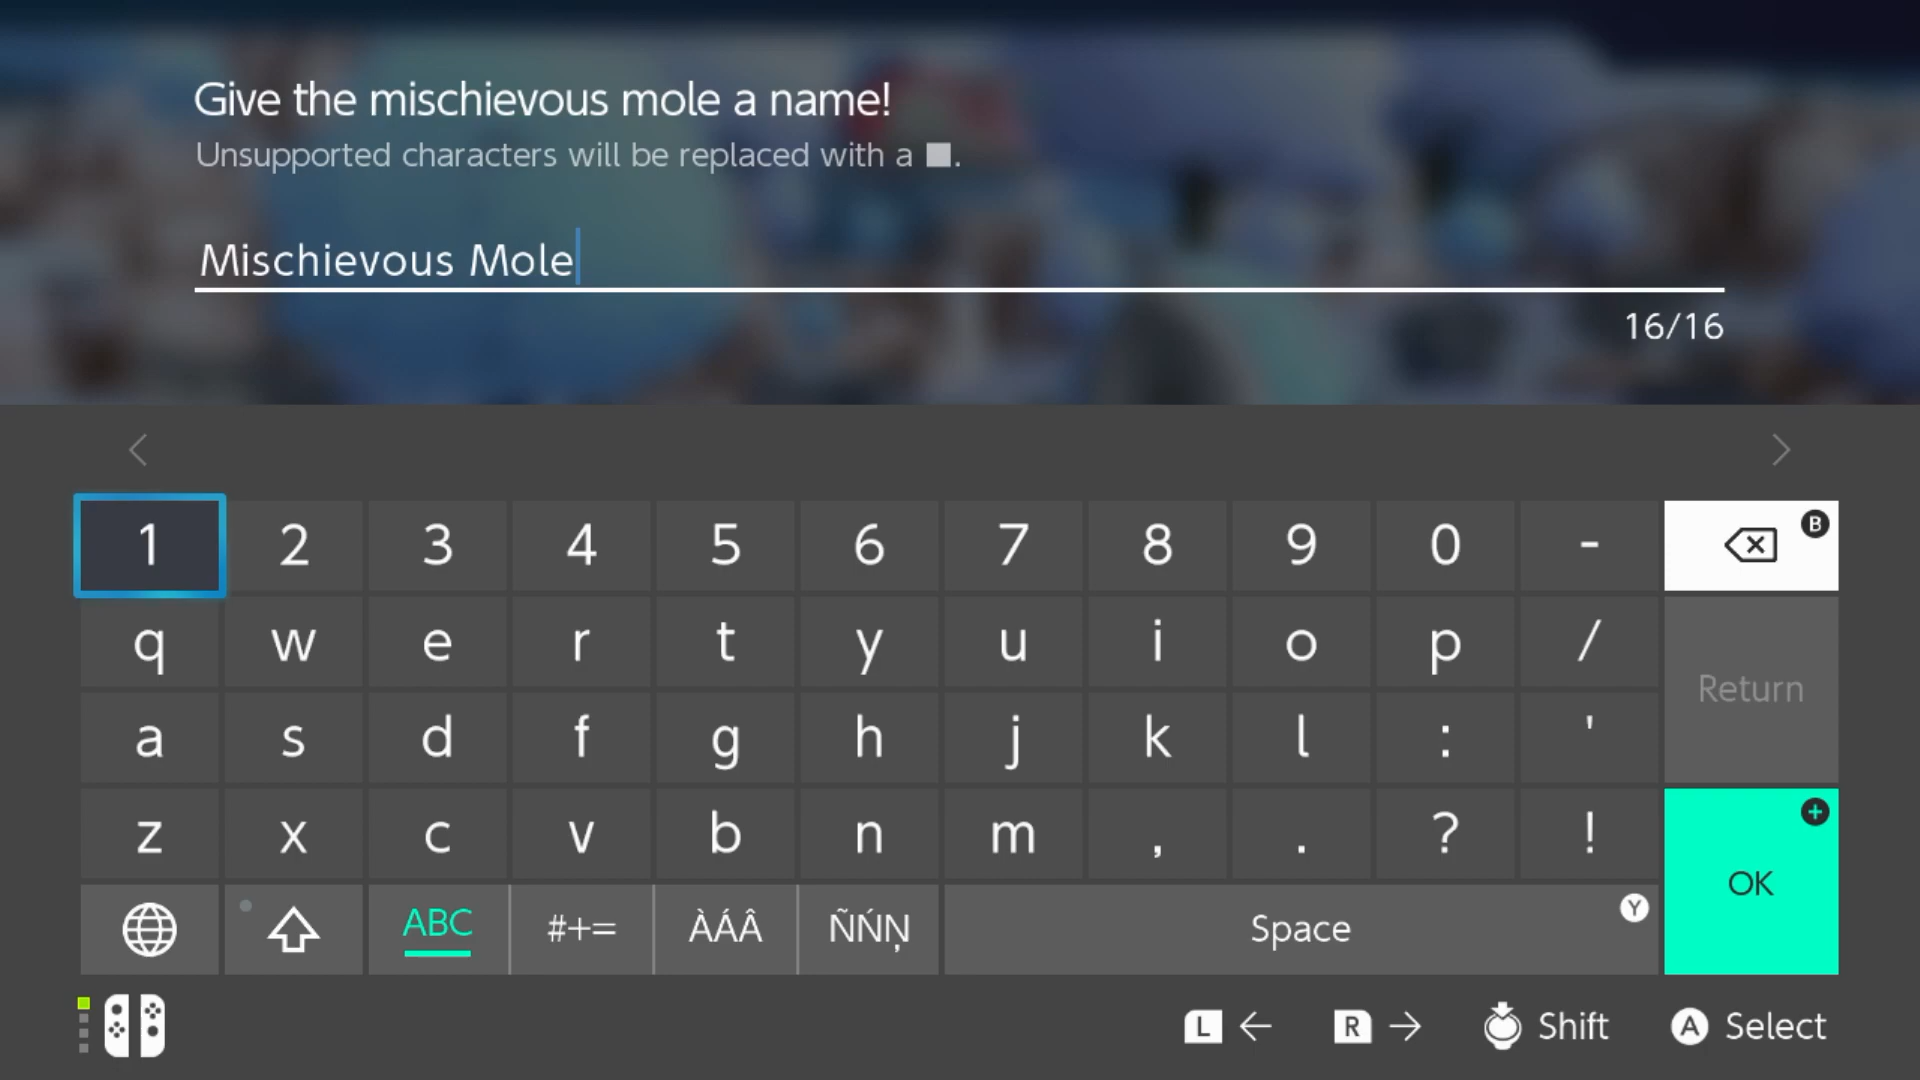 Give the mischievous mole a name!
Unsupported characters will be replaced with a ■.
Mischievous Mole
16/16
1 2 3 4 5 6 7 8 9 0 - B
q w e r t y u i o p / Return
a s d f g h j k l : '
z x c v b n m , . ? ! +
ABC #+= ÀÁÂ ÑŃŅ Space Y OK
L ← R → Shift A Select